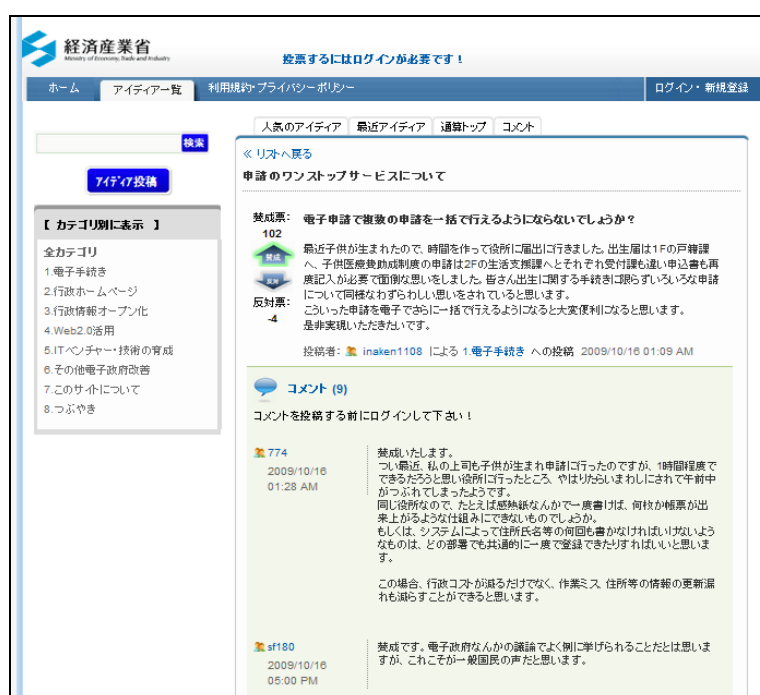 経済産業省
Ministry of Economy, Trade and Industry
投票するにはログインが必要です！
ホーム
アイディア一覧
利用規約・プライバシーポリシー
ログイン・新規登録
検索
ｱｲﾃﾞｨｱ投稿
【 カテゴリ別に表示 】
全カテゴリ
1.電子手続き
2.行政ホームページ
3.行政情報オープン化
4.Web2.0活用
5.ITベンチャー・技術の育成
6.その他電子政府改善
7.このサイトについて
8.つぶやき
人気のアイディア
最近アイディア
通算トップ
コメント
≪ リストへ戻る
申請のワンストップサービスについて
賛成票：
102
賛成
反対
反対票：
-4
電子申請で複数の申請を一括で行えるようにならないでしょうか？
最近子供が生まれたので、時間を作って役所に届出に行きました。出生届は１Ｆの戸籍課
へ、子供医療費助成制度の申請は2Fの生活支援課へとそれぞれ受付課も違い申込書も再
度記入が必要で面倒な思いをしました。皆さん出生に関する手続きに限らずいろいろな申請
について同様なわずらわしい思いをされていると思います。
こういった申請を電子でさらに一括で行えるようになると大変便利になると思います。
是非実現いただきたいです。
投稿者： inaken1108 による 1.電子手続き への投稿 2009/10/16 01:09 AM
コメント (9)
コメントを投稿する前にログインして下さい！
774
2009/10/16
01:28 AM
賛成いたします。
つい最近、私の上司も子供が生まれ申請に行ったのですが、1時間程度で
できるだろうと思い役所に行ったところ、やはりたらいまわしにされて午前中
がつぶれてしまったようです。
同じ役所なので、たとえば感熱紙なんかで一度書けば、何枚か帳票が出
来上がるような仕組みにできないものでしょうか。
もしくは、システムによって住所氏名等の何回も書かなければいけないよう
なものは、どの部署でも共通的に一度で登録できたりすればいいと思いま
す。
この場合、行政コストが減るだけでなく、作業ミス、住所等の情報の更新漏
れも減らすことができると思います。
sf180
2009/10/16
05:00 PM
賛成です。電子政府なんかの議論でよく例に挙げられることだとは思いま
すが、これこそが一般国民の声だと思います。